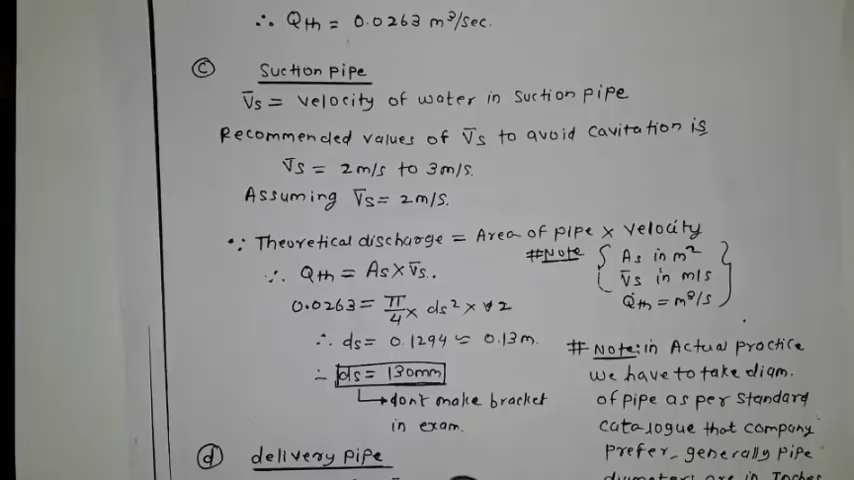 ∴ Qth = 0.0263 m³/sec.
ⓒ Suction pipe
V̄s = velocity of water in suction pipe
Recommended values of V̄s to avoid cavitation is
V̄s = 2m/s to 3m/s.
Assuming V̄s = 2m/s.
∵ Theoretical discharge = Area of pipe × velocity
∴ Qth = As × V̄s.
#Note { As in m²
V̄s in m/s
Qth = m³/s }
0.0263 = π/4 × ds² × 2
∴ ds = 0.1294 ≈ 0.13m.
∴ ds = 130mm
↳ dont make bracket
in exam.
# Note: in Actual practice
we have to take diam.
of pipe as per standard
catalogue that company
prefer, generally pipe
diameters are in Inches
ⓓ delivery pipe